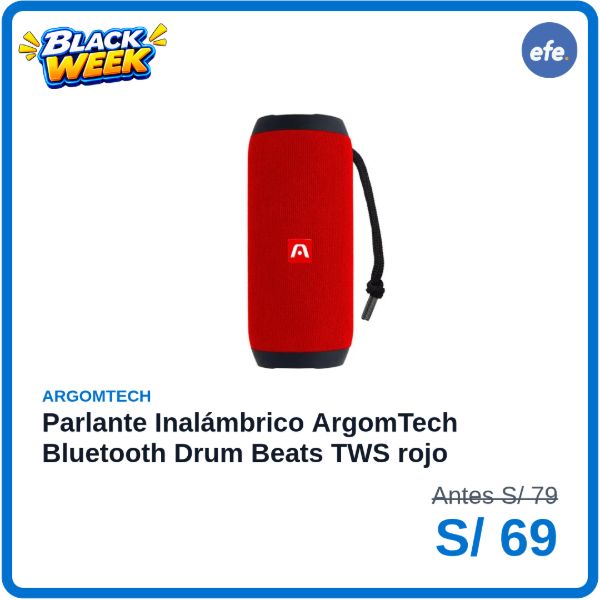 BLACK
WEEK
efe.
ARGOMTECH
Parlante Inalámbrico ArgomTech
Bluetooth Drum Beats TWS rojo
Antes S/ 79
S/ 69